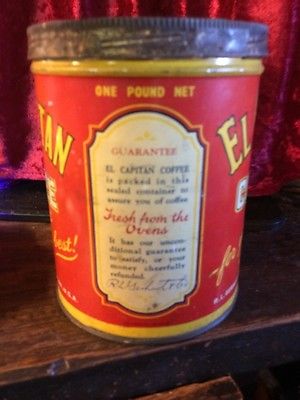 ONE POUND NET
GUARANTEE
EL CAPITAN COFFEE
is packed in this
sealed container to
assure you of coffee
Fresh from the
Ovens
It has our uncon-
ditional guarantee
to satisfy, or your
money cheerfully
refunded.
TAN
est!
U.S.A.
EL